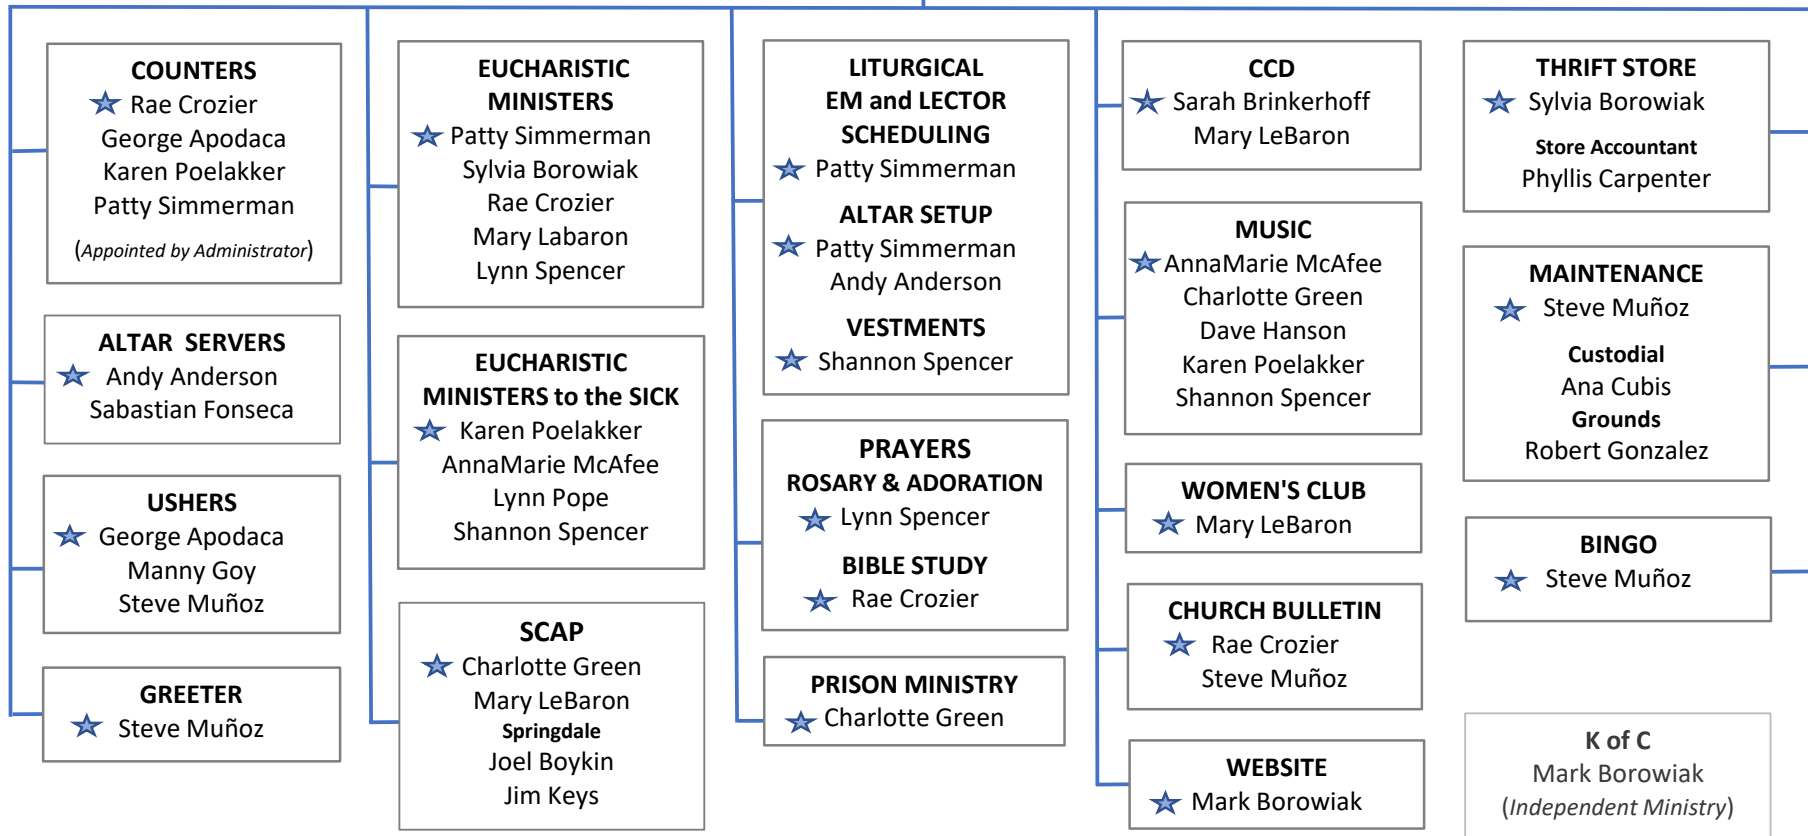 COUNTERS
Rae Crozier
George Apodaca
Karen Poelakker
Patty Simmerman
(Appointed by Administrator)
ALTAR SERVERS
Andy Anderson
Sabastian Fonseca
USHERS
George Apodaca
Manny Goy
Steve Muñoz
GREETER
Steve Muñoz
EUCHARISTIC
MINISTERS
Patty Simmerman
Sylvia Borowiak
Rae Crozier
Mary Labaron
Lynn Spencer
EUCHARISTIC
MINISTERS to the SICK
Karen Poelakker
AnnaMarie McAfee
Lynn Pope
Shannon Spencer
SCAP
Charlotte Green
Mary LeBaron
Springdale
Joel Boykin
Jim Keys
LITURGICAL
EM and LECTOR
SCHEDULING
Patty Simmerman
ALTAR SETUP
Patty Simmerman
Andy Anderson
VESTMENTS
Shannon Spencer
PRAYERS
ROSARY & ADORATION
Lynn Spencer
BIBLE STUDY
Rae Crozier
PRISON MINISTRY
Charlotte Green
CCD
Sarah Brinkerhoff
Mary LeBaron
MUSIC
AnnaMarie McAfee
Charlotte Green
Dave Hanson
Karen Poelakker
Shannon Spencer
WOMEN'S CLUB
Mary LeBaron
CHURCH BULLETIN
Rae Crozier
Steve Muñoz
WEBSITE
Mark Borowiak
THRIFT STORE
Sylvia Borowiak
Store Accountant
Phyllis Carpenter
MAINTENANCE
Steve Muñoz
Custodial
Ana Cubis
Grounds
Robert Gonzalez
BINGO
Steve Muñoz
K of C
Mark Borowiak
(Independent Ministry)